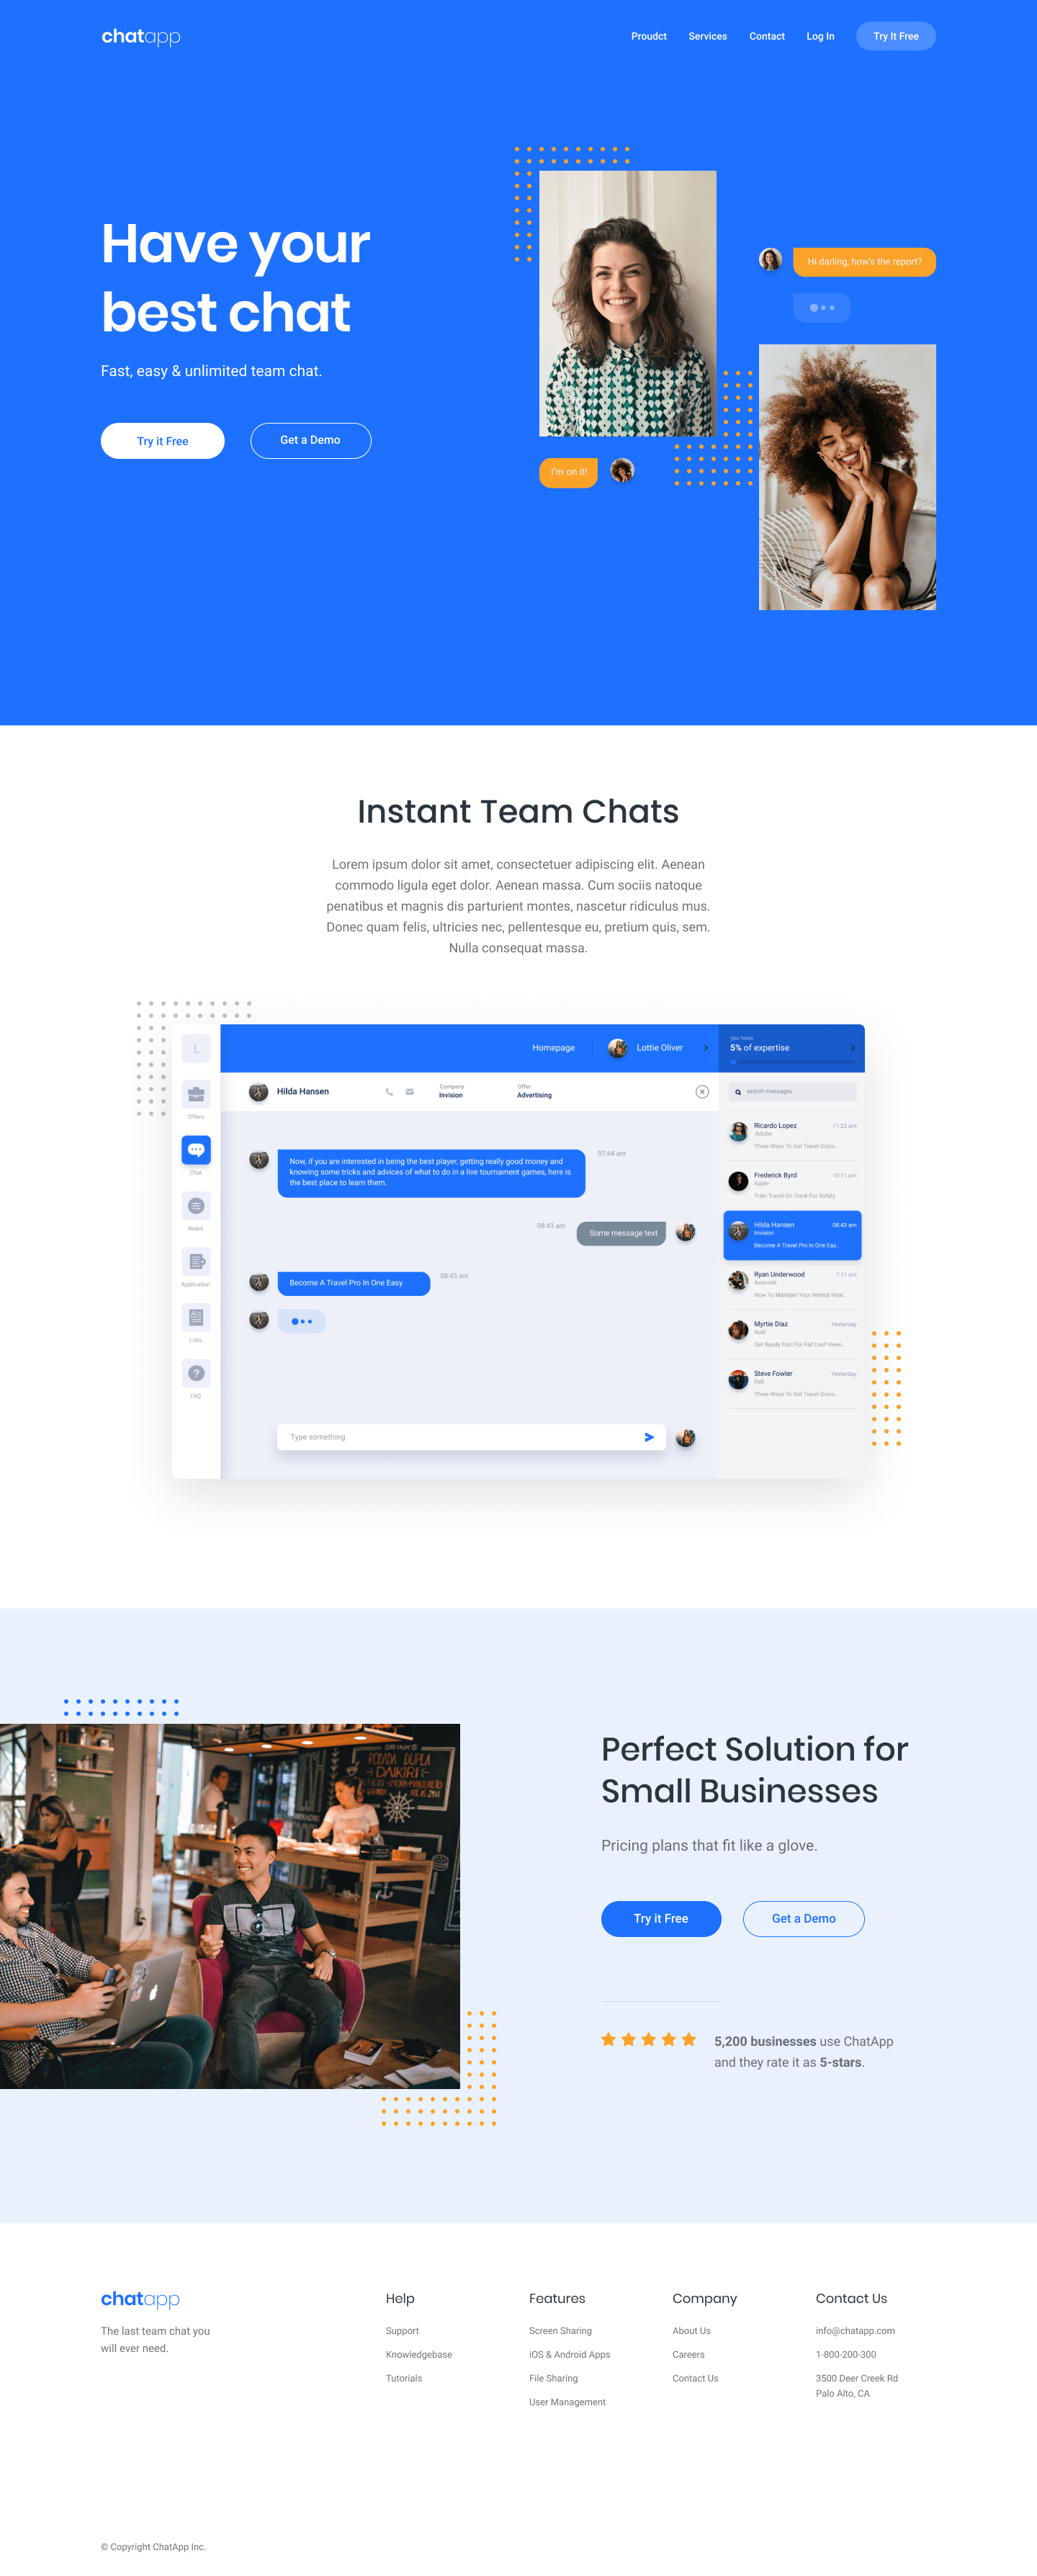 chatapp
Proudct Services Contact Log In Try It Free
Have your
best chat
Fast, easy & unlimited team chat.
Try it Free Get a Demo
Hi darling, how's the report?
I'm on it!
Instant Team Chats
Lorem ipsum dolor sit amet, consectetuer adipiscing elit. Aenean
commodo ligula eget dolor. Aenean massa. Cum sociis natoque
penatibus et magnis dis parturient montes, nascetur ridiculus mus.
Donec quam felis, ultricies nec, pellentesque eu, pretium quis, sem.
Nulla consequat massa.
L
Offers
Chat
Board
Application
Lists
FAQ
Homepage Lottie Oliver
you have
5% of expertise
Hilda Hansen
Company
Invision
Offer
Advertising
search messages
07:44 am
Now, if you are interested in being the best player, getting really good money and
knowing some tricks and advices of what to do in a live tournament games, here is
the best place to learn them.
08:43 am Some message text
Become A Travel Pro In One Easy 08:43 am
Type something
Ricardo Lopez 11:23 am
Adobe
Three Ways To Get Travel Disco...
Frederick Byrd 10:11 am
Apple
Train Travel On Track For Safety
Hilda Hansen 08:43 am
Invision
Become A Travel Pro In One Eas..
Ryan Underwood 7:11 am
Avocode
How To Maintain Your Mental Heal..
Myrtie Diaz Yesterday
Audi
Get Ready Fast For Fall Leaf Viewi...
Steve Fowler Yesterday
Dell
Three Ways To Get Travel Disco...
DRINK'S
RONDA DUPLA
DAIKIRI
Perfect Solution for
Small Businesses
Pricing plans that fit like a glove.
Try it Free Get a Demo
5,200 businesses use ChatApp
and they rate it as 5-stars.
chatapp
The last team chat you
will ever need.
Help
Support
Knowledgebase
Tutorials
Features
Screen Sharing
iOS & Android Apps
File Sharing
User Management
Company
About Us
Careers
Contact Us
Contact Us
info@chatapp.com
1-800-200-300
3500 Deer Creek Rd
Palo Alto, CA
© Copyright ChatApp Inc.